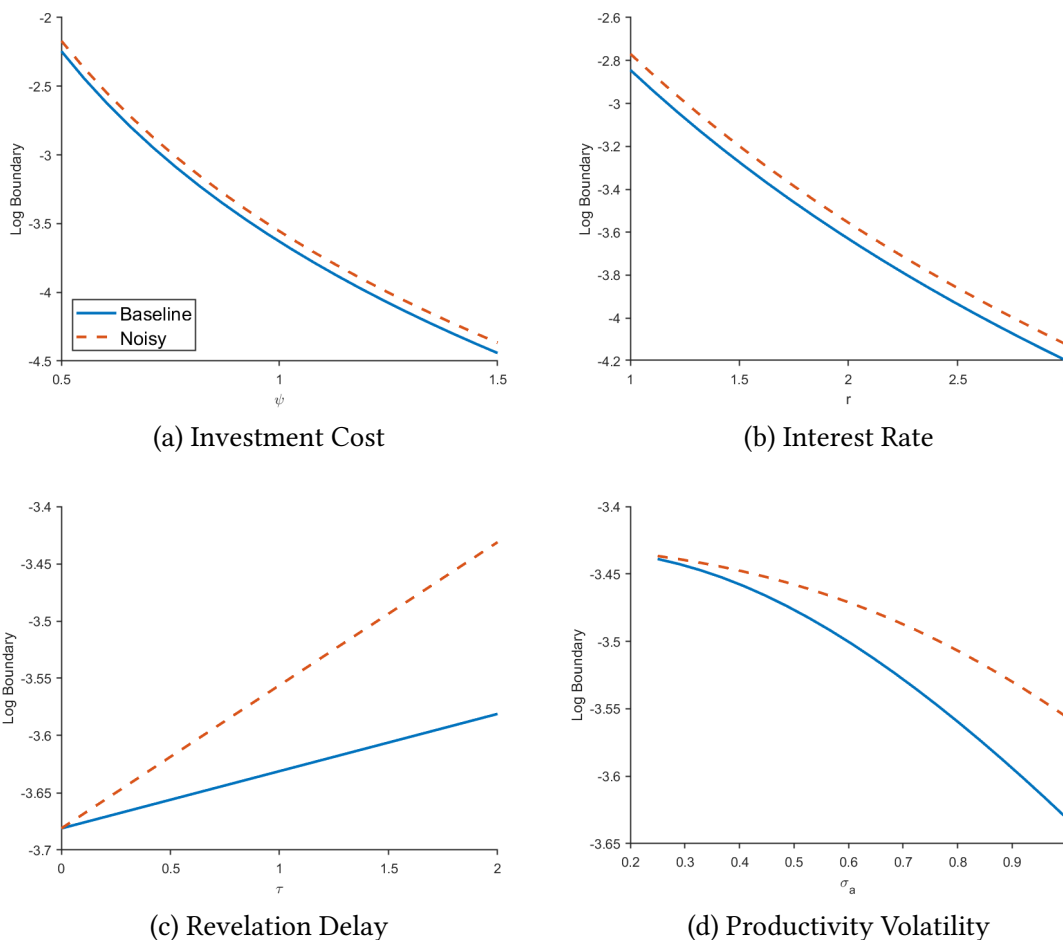 -2
-2.5
-3
-3.5
-4
-4.5
Log Boundary
Baseline
Noisy
0.5 1 1.5
ψ
(a) Investment Cost
-2.6
-2.8
-3
-3.2
-3.4
-3.6
-3.8
-4
-4.2
Log Boundary
1 1.5 2 2.5
r
(b) Interest Rate
-3.4
-3.45
-3.5
-3.55
-3.6
-3.65
-3.7
Log Boundary
0 0.5 1 1.5 2
τ
(c) Revelation Delay
-3.4
-3.45
-3.5
-3.55
-3.6
-3.65
Log Boundary
0.2 0.3 0.4 0.5 0.6 0.7 0.8 0.9
σa
(d) Productivity Volatility